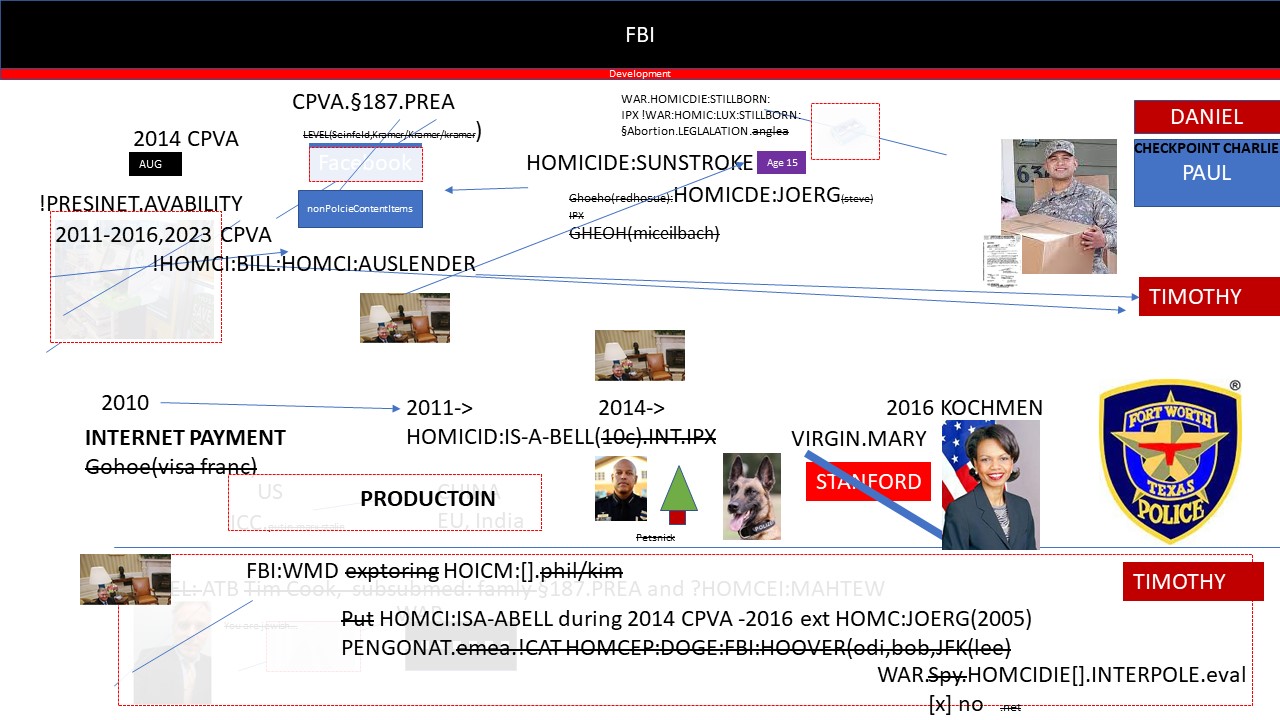 FBI
Development
CPVA.§187.PREA
LEVEL(Seinfeld,Kramer/Kramer/kramer)
2014 CPVA
AUG
Facebook
nonPolcieContentItems
!PRESINET.AVABILITY
2011-2016,2023 CPVA
!HOMCI:BILL:HOMCI:AUSLENDER
WAR.HOMICDIE:STILLBORN:
IPX !WAR:HOMIC:LUX:STILLBORN:
§Abortion.LEGLALATION.anglea
HOMICIDE:SUNSTROKE
Age 15
Ghoeho(redhosue):HOMICDE:JOERG(steve)
IPX
GHEOH(miceilbach)
DANIEL
CHECKPOINT CHARLIE
PAUL
TIMOTHY
2010
INTERNET PAYMENT
Gohoe(visa franc)
2011->
HOMICID:IS-A-BELL(10c).INT.IPX
2014->
2016 KOCHMEN
VIRGIN.MARY
STANFORD
US
CHINA
PRODUCTOIN
ICC
EU, India
Petsnick
POLIZ
FORT WORTH
TEXAS
POLICE
®
FBI:WMD exptoring HOICM:[].phil/kim
EL: ATB Tim Cook, subsubmed: famly §187.PREA and ?HOMCEI:MAHTEW
WAR
You are jewish...
TIMOTHY
Put HOMCI:ISA-ABELL during 2014 CPVA -2016 ext HOMC:JOERG(2005)
PENGONAT.emea.!CAT HOMCEP:DOGE:FBI:HOOVER(odi,bob,JFK(lee)
WAR.Spy.HOMCIDIE[].INTERPOLE.eval
[x] no .net